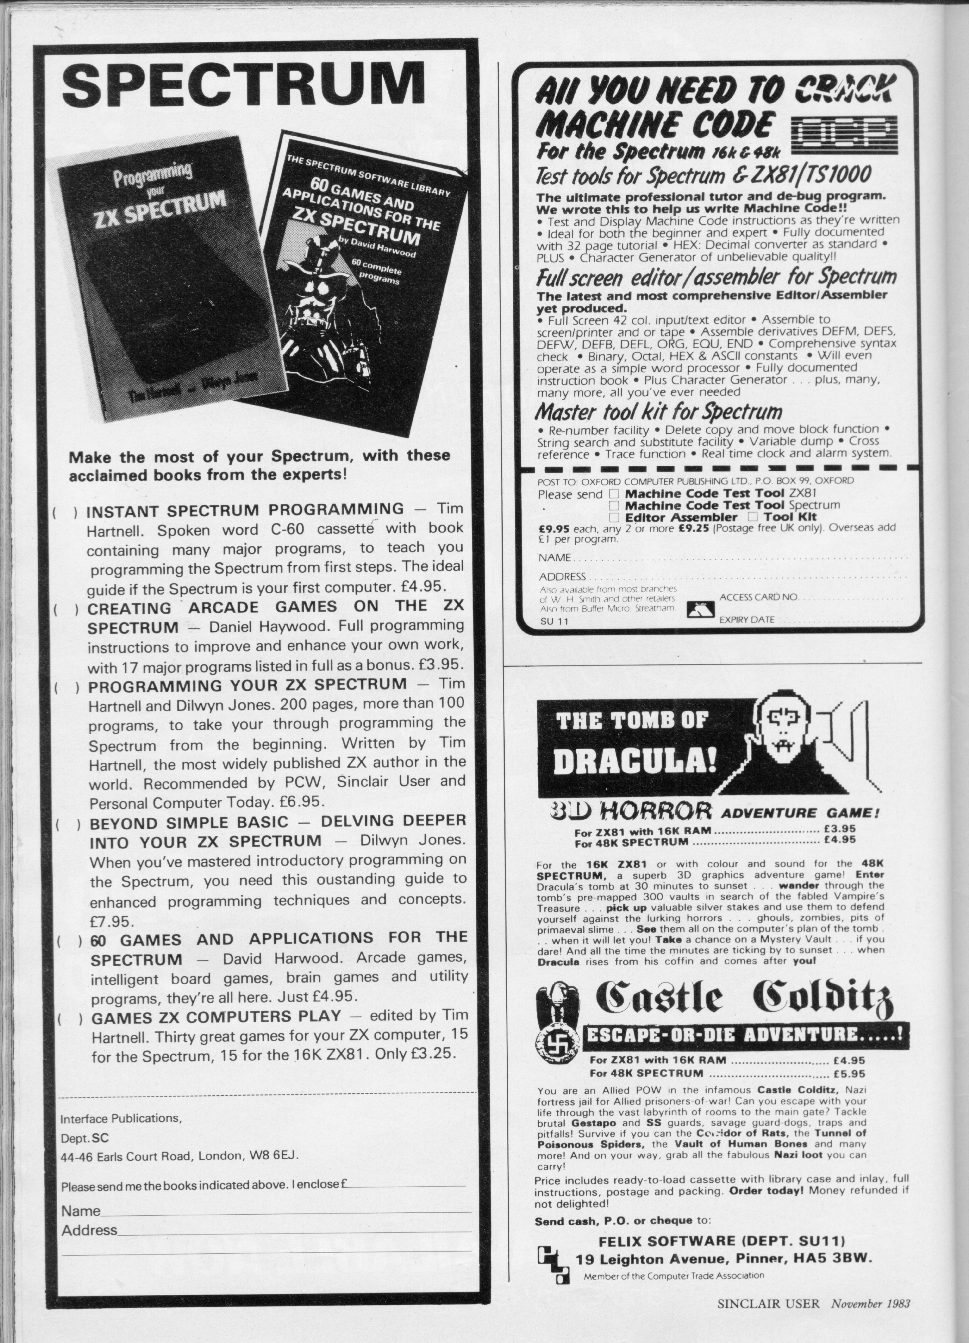 SPECTRUM
Programming
your
ZX SPECTRUM
Tim Hartnell and Dilwyn Jones
THE SPECTRUM SOFTWARE LIBRARY
60 GAMES AND
APPLICATIONS FOR THE
ZX SPECTRUM
by David Harwood
60 complete
programs
Make the most of your Spectrum, with these
acclaimed books from the experts!
( ) INSTANT SPECTRUM PROGRAMMING — Tim
Hartnell. Spoken word C-60 cassette with book
containing many major programs, to teach you
programming the Spectrum from first steps. The ideal
guide if the Spectrum is your first computer. £4.95.
( ) CREATING ARCADE GAMES ON THE ZX
SPECTRUM — Daniel Haywood. Full programming
instructions to improve and enhance your own work,
with 17 major programs listed in full as a bonus. £3.95.
( ) PROGRAMMING YOUR ZX SPECTRUM — Tim
Hartnell and Dilwyn Jones. 200 pages, more than 100
programs, to take your through programming the
Spectrum from the beginning. Written by Tim
Hartnell, the most widely published ZX author in the
world. Recommended by PCW, Sinclair User and
Personal Computer Today. £6.95.
( ) BEYOND SIMPLE BASIC — DELVING DEEPER
INTO YOUR ZX SPECTRUM — Dilwyn Jones.
When you've mastered introductory programming on
the Spectrum, you need this oustanding guide to
enhanced programming techniques and concepts.
£7.95.
( ) 60 GAMES AND APPLICATIONS FOR THE
SPECTRUM — David Harwood. Arcade games,
intelligent board games, brain games and utility
programs, they're all here. Just £4.95.
( ) GAMES ZX COMPUTERS PLAY — edited by Tim
Hartnell. Thirty great games for your ZX computer, 15
for the Spectrum, 15 for the 16K ZX81. Only £3.25.
Interface Publications,
Dept. SC
44-46 Earls Court Road, London, W8 6EJ.
Please send me the books indicated above. I enclose £
Name
Address
All YOU NEED TO CRACK
MACHINE CODE OCP
For the Spectrum 16k & 48k
Test tools for Spectrum & ZX81/TS1000
The ultimate professional tutor and de-bug program.
We wrote this to help us write Machine Code!!
• Test and Display Machine Code instructions as they're written
• Ideal for both the beginner and expert • Fully documented
with 32 page tutorial • HEX: Decimal converter as standard •
PLUS • Character Generator of unbelievable quality!!
Full screen editor/assembler for Spectrum
The latest and most comprehensive Editor/Assembler
yet produced.
• Full Screen 42 col. input/text editor • Assemble to
screen/printer and or tape • Assemble derivatives DEFM, DEFS,
DEFW, DEFB, DEFL, ORG, EQU, END • Comprehensive syntax
check • Binary, Octal, HEX & ASCII constants • Will even
operate as a simple word processor • Fully documented
instruction book • Plus Character Generator . . . plus, many,
many more, all you've ever needed
Master tool kit for Spectrum
• Re-number facility • Delete copy and move block function •
String search and substitute facility • Variable dump • Cross
reference • Trace function • Real time clock and alarm system.
POST TO: OXFORD COMPUTER PUBLISHING LTD., P.O. BOX 99, OXFORD
Please send □ Machine Code Test Tool ZX81
□ Machine Code Test Tool Spectrum
□ Editor Assembler □ Tool Kit
£9.95 each, any 2 or more £9.25 (Postage free UK only). Overseas add
£1 per program.
NAME
ADDRESS
Also available from most branches
of W. H. Smith and other retailers
Also from Buffer Micro, Streatham.
SU 11
ACCESS CARD NO.
EXPIRY DATE
THE TOMB OF
DRACULA!
3D HORROR ADVENTURE GAME!
For ZX81 with 16K RAM ............................ £3.95
For 48K SPECTRUM ................................. £4.95
For the 16K ZX81 or with colour and sound for the 48K
SPECTRUM, a superb 3D graphics adventure game! Enter
Dracula's tomb at 30 minutes to sunset . . . wander through the
tomb's pre-mapped 300 vaults in search of the fabled Vampire's
Treasure . . . pick up valuable silver stakes and use them to defend
yourself against the lurking horrors . . . ghouls, zombies, pits of
primaeval slime . . . See them all on the computer's plan of the tomb .
. . when it will let you! Take a chance on a Mystery Vault . . . if you
dare! And all the time the minutes are ticking by to sunset . . . when
Dracula rises from his coffin and comes after you!
Castle Colditz
ESCAPE-OR-DIE ADVENTURE.....!
For ZX81 with 16K RAM .......................... £4.95
For 48K SPECTRUM ................................ £5.95
You are an Allied POW in the infamous Castle Colditz, Nazi
fortress jail for Allied prisoners-of-war! Can you escape with your
life through the vast labyrinth of rooms to the main gate? Tackle
brutal Gestapo and SS guards, savage guard-dogs, traps and
pitfalls! Survive if you can the Corridor of Rats, the Tunnel of
Poisonous Spiders, the Vault of Human Bones and many
more! And on your way, grab all the fabulous Nazi loot you can
carry!
Price includes ready-to-load cassette with library case and inlay, full
instructions, postage and packing. Order today! Money refunded if
not delighted!
Send cash, P.O. or cheque to:
FELIX SOFTWARE (DEPT. SU11)
19 Leighton Avenue, Pinner, HA5 3BW.
Member of the Computer Trade Association
SINCLAIR USER November 1983